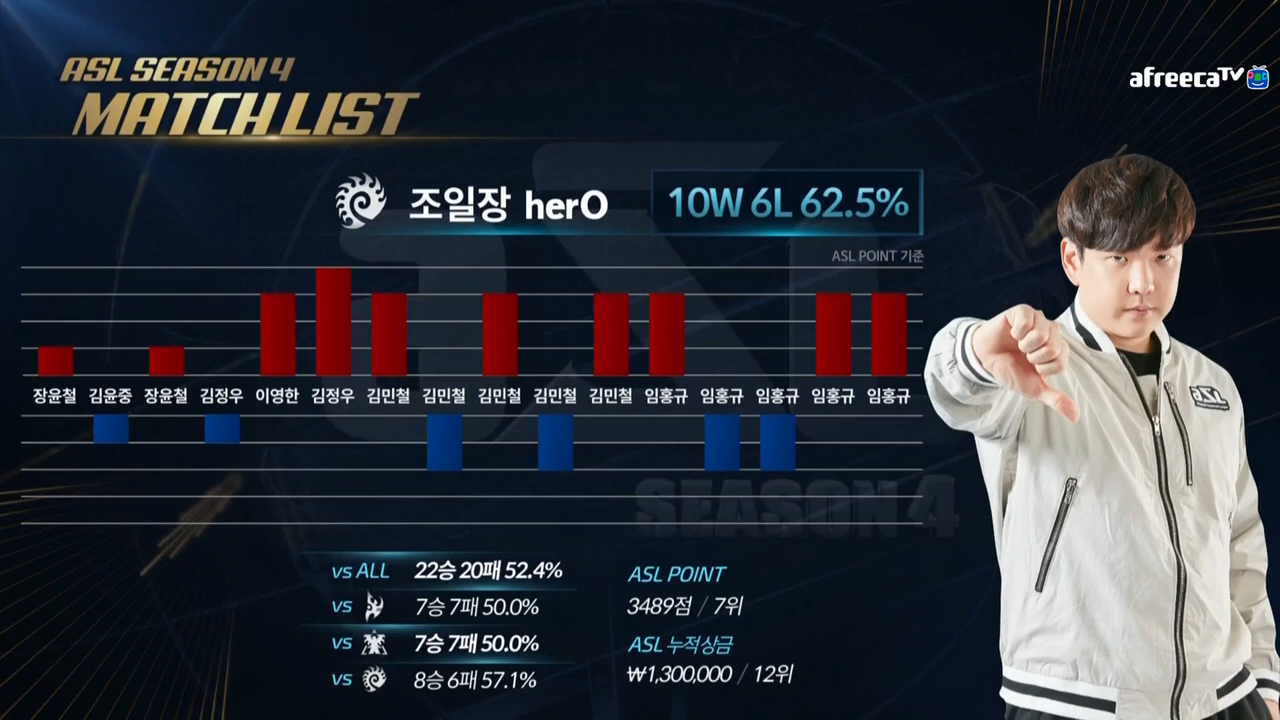 ASL SEASON 4
MATCH LIST
afreecaTV
조일장 herO
10W 6L 62.5%
ASL POINT 기준
장윤철 김윤중 장윤철 김정우 이영한 김정우 김민철 김민철 김민철 김민철 김민철 임홍규 임홍규 임홍규 임홍규 임홍규
ASL
SEASON 4
vs ALL 22승 20패 52.4%
vs 7승 7패 50.0%
vs 7승 7패 50.0%
vs 8승 6패 57.1%
ASL POINT
3489점 / 7위
ASL 누적상금
₩1,300,000 / 12위